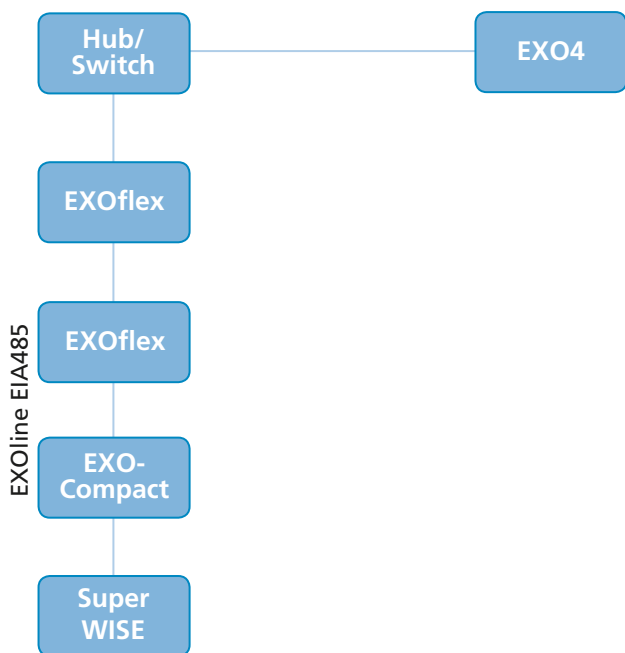 Hub/
Switch
EXO4
EXOflex
EXOflex
EXOline EIA485
EXO-
Compact
Super
WISE